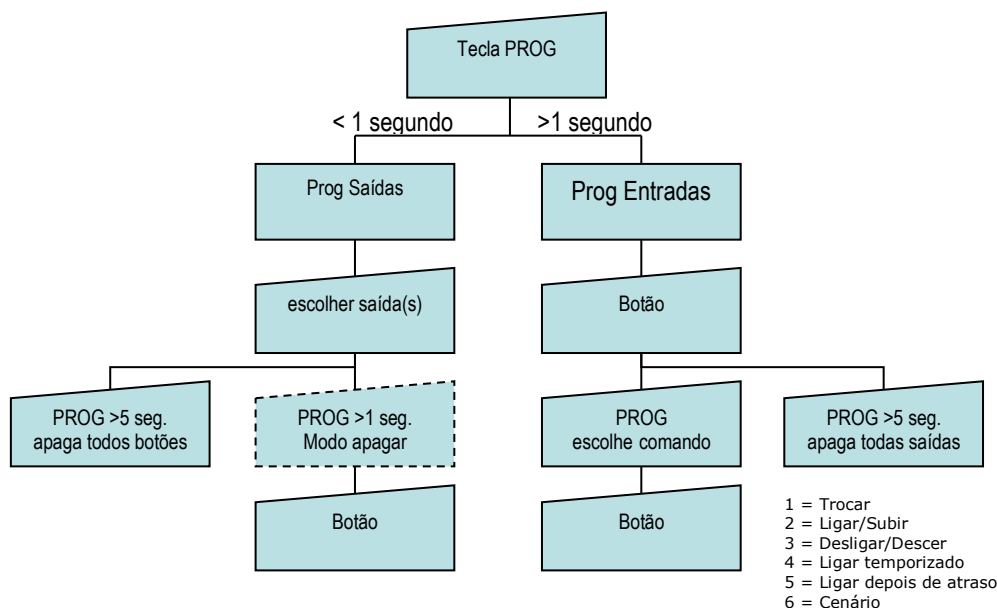 Tecla PROG
< 1 segundo
>1 segundo
Prog Saídas
Prog Entradas
escolher saída(s)
Botão
PROG >5 seg.
apaga todos botões
PROG >1 seg.
Modo apagar
PROG
escolhe comando
PROG >5 seg.
apaga todas saídas
Botão
Botão
1 = Trocar
2 = Ligar/Subir
3 = Desligar/Descer
4 = Ligar temporizado
5 = Ligar depois de atraso
6 = Cenário